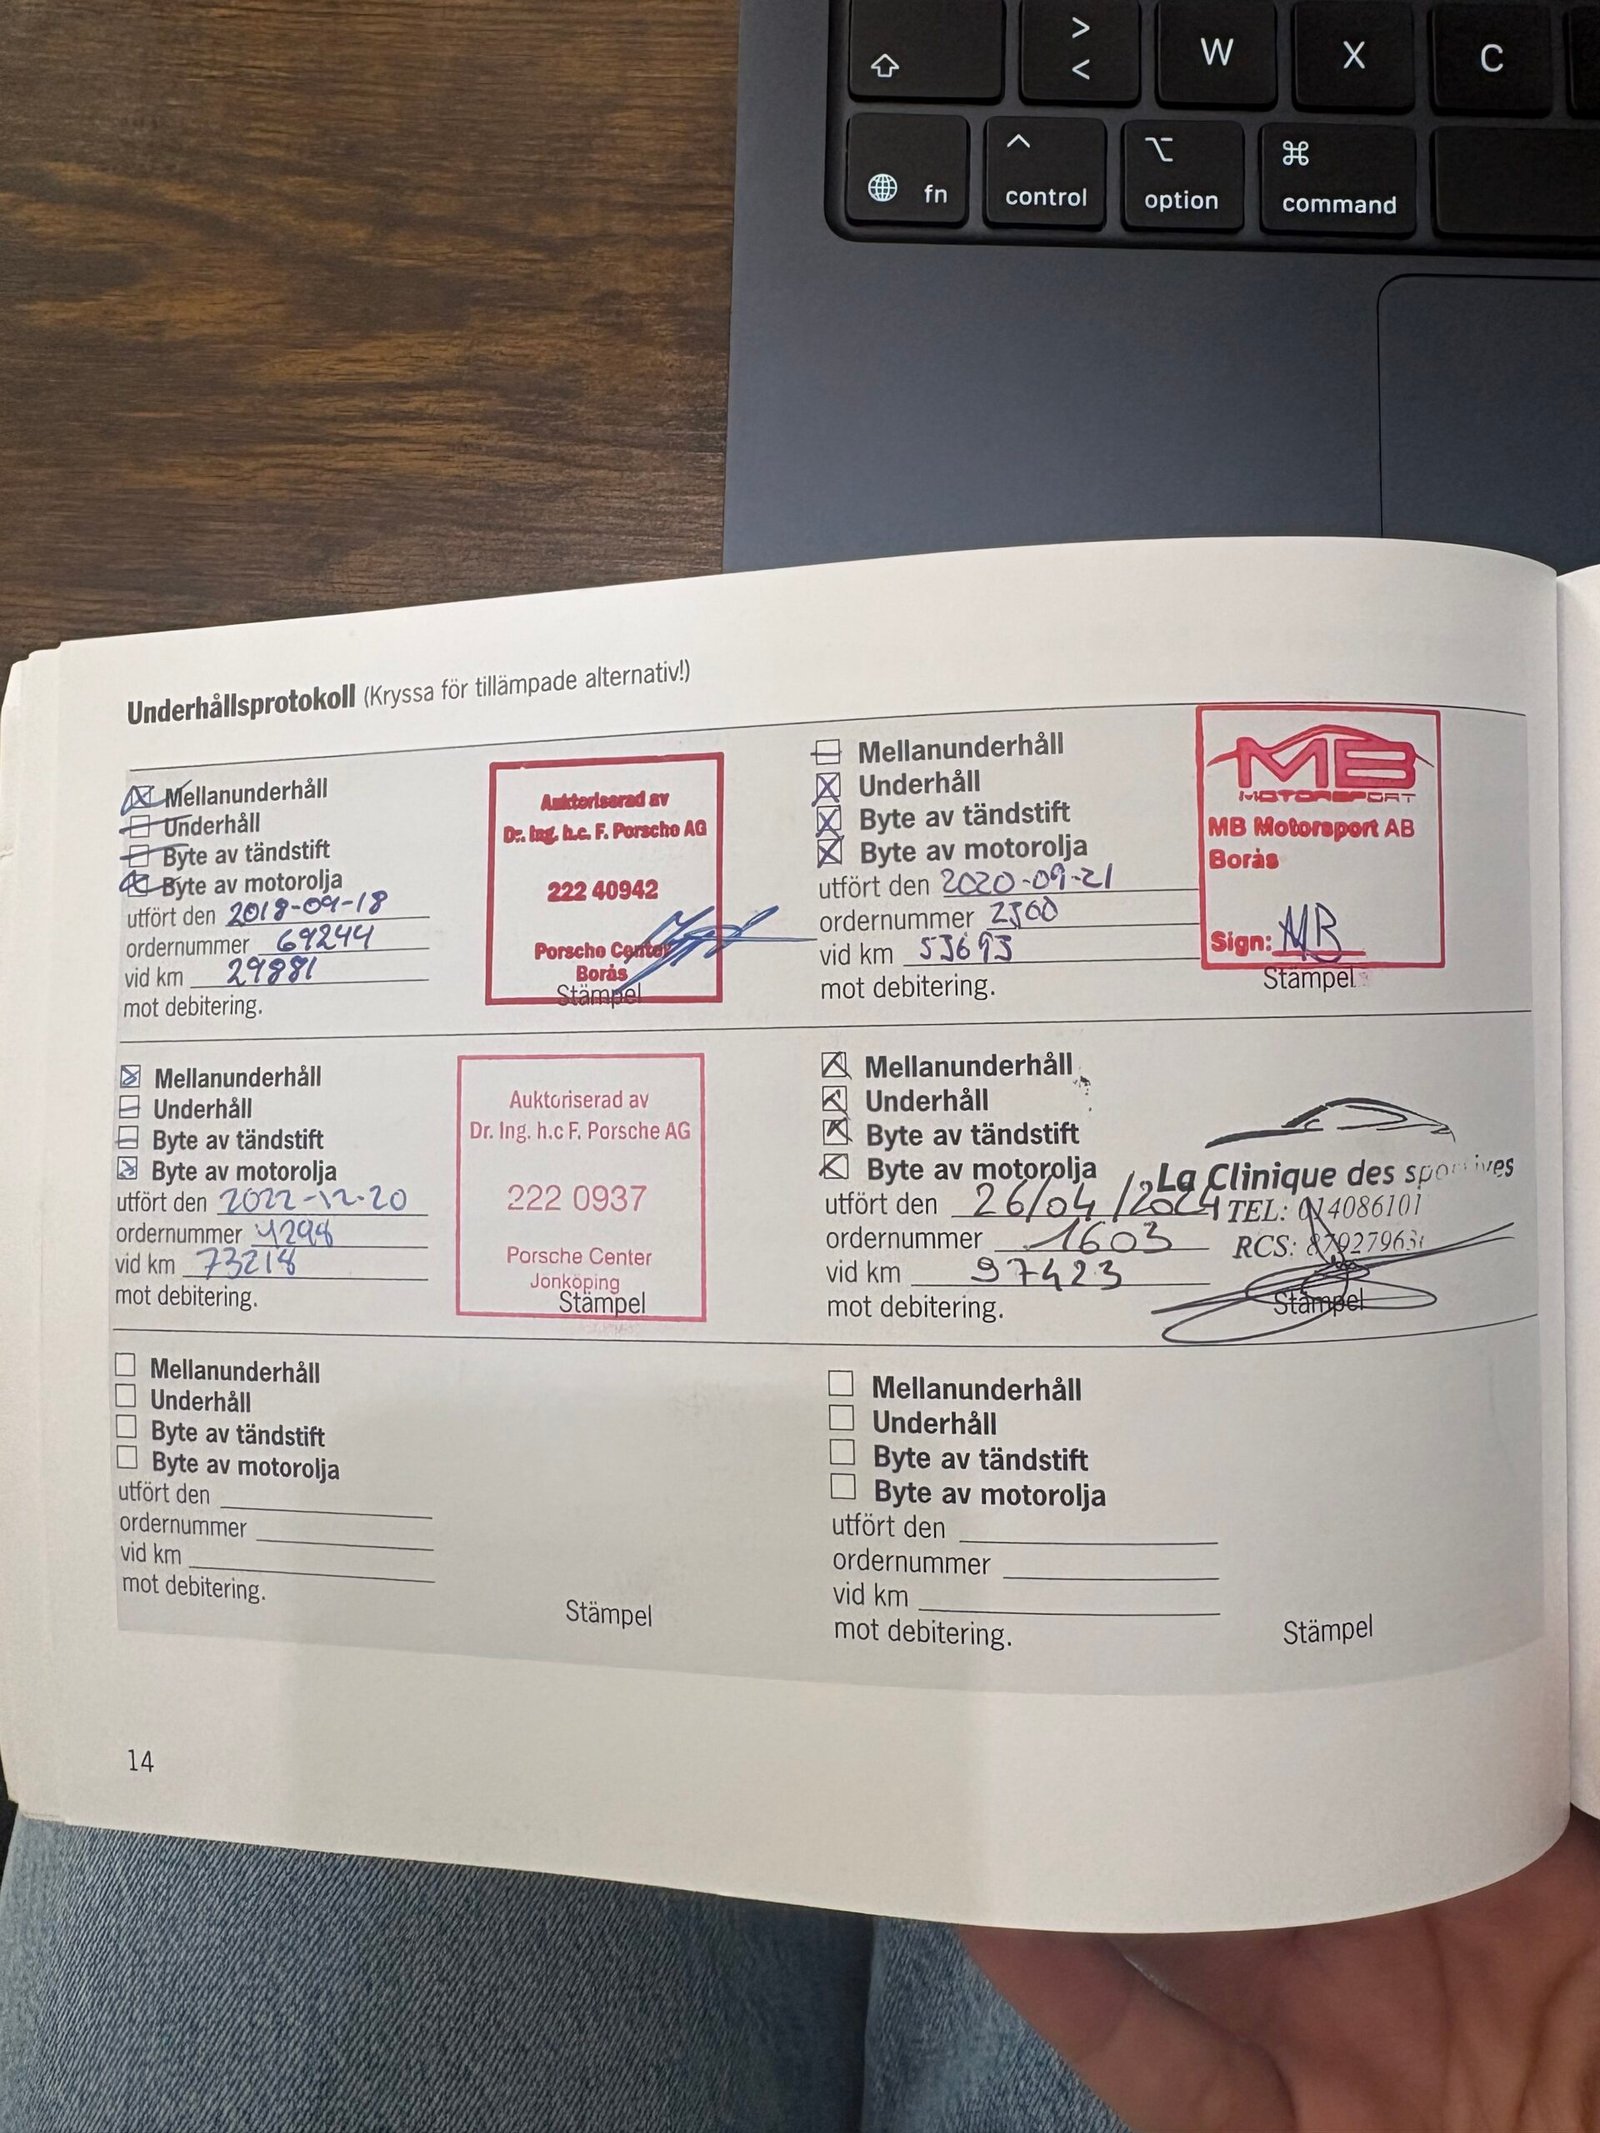 >
<
W
X
C
fn
control
option
command
Underhållsprotokoll (Kryssa för tillämpade alternativ!)
Mellanunderhåll
Underhåll
Byte av tändstift
Byte av motorolja
utfört den 2018-09-18
ordernummer 69244
vid km 29881
mot debitering.
Auktoriserad av
Dr. Ing. h.c. F. Porsche AG
222 40942
Porsche Center
Borås
Stämpel
Mellanunderhåll
Underhåll
Byte av tändstift
Byte av motorolja
utfört den 2020-09-21
ordernummer 2500
vid km 53693
mot debitering.
MB
MOTORSPORT
MB Motorsport AB
Borås
Sign: MB
Stämpel
Mellanunderhåll
Underhåll
Byte av tändstift
Byte av motorolja
utfört den 2022-12-20
ordernummer 4298
vid km 73218
mot debitering.
Auktoriserad av
Dr. Ing. h.c F. Porsche AG
222 0937
Porsche Center
Jonköping
Stämpel
Mellanunderhåll
Underhåll
Byte av tändstift
Byte av motorolja
utfört den 26/04/2024
ordernummer 1603
vid km 97423
mot debitering.
La Clinique des sportives
TEL: 014086101
RCS:
Stämpel
Mellanunderhåll
Underhåll
Byte av tändstift
Byte av motorolja
utfört den
ordernummer
vid km
mot debitering.
Stämpel
Mellanunderhåll
Underhåll
Byte av tändstift
Byte av motorolja
utfört den
ordernummer
vid km
mot debitering.
Stämpel
14